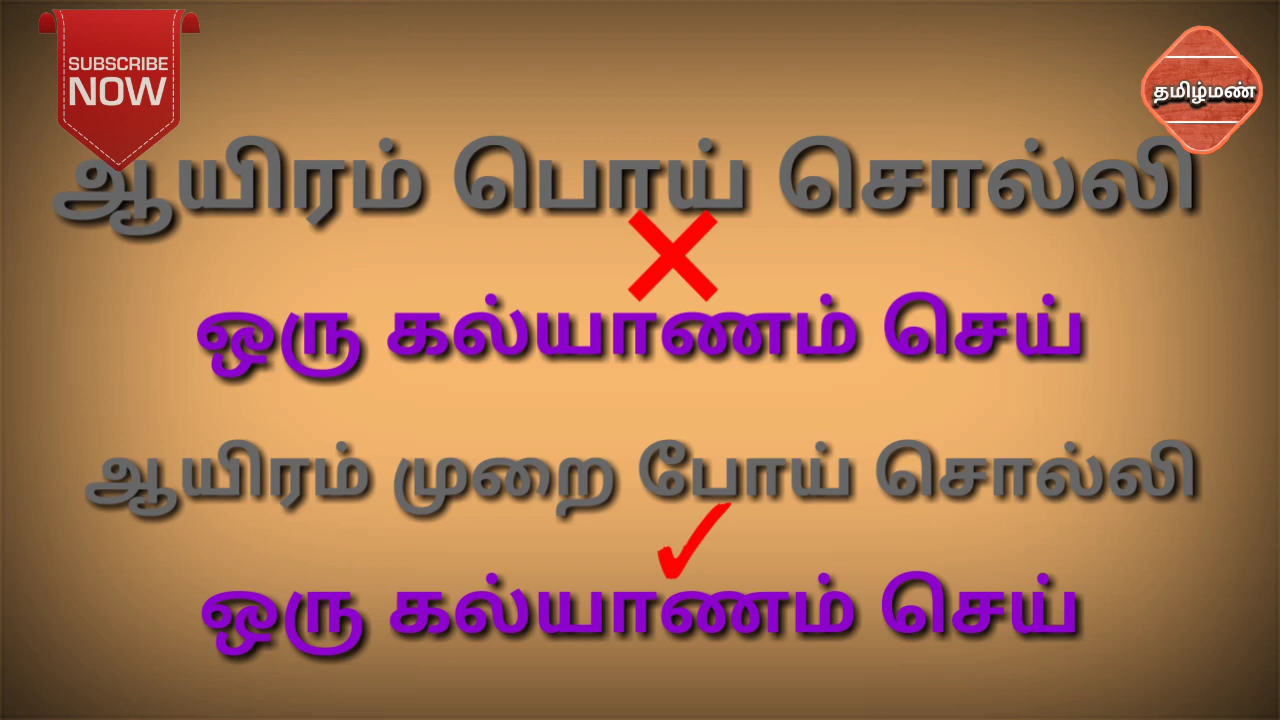 SUBSCRIBE
NOW
தமிழ்மண்
ஆயிரம் பொய் சொல்லி
ஒரு கல்யாணம் செய்
ஆயிரம் முறை போய் சொல்லி
ஒரு கல்யாணம் செய்